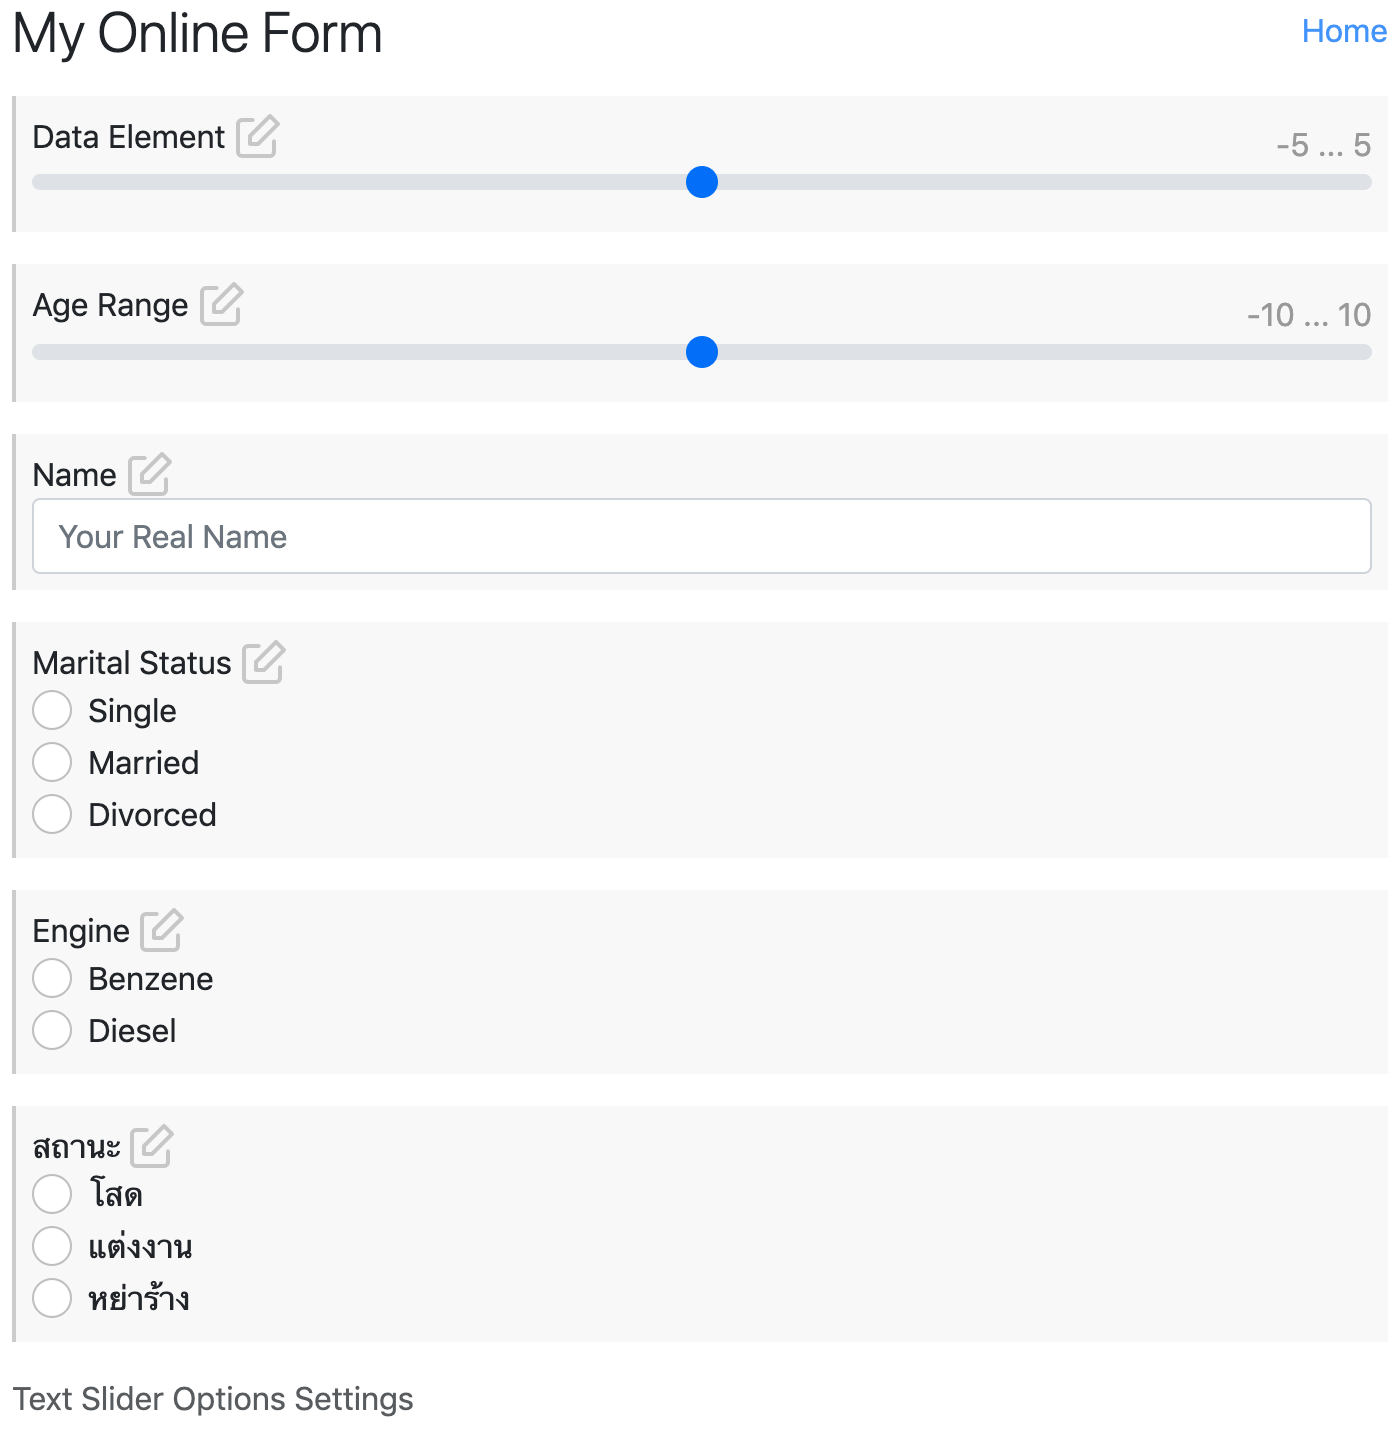 My Online Form
Home
Data Element
-5 ... 5
Age Range
-10 ... 10
Name
Your Real Name
Marital Status
Single
Married
Divorced
Engine
Benzene
Diesel
สถานะ
โสด
แต่งงาน
หย่าร้าง
Text Slider Options Settings